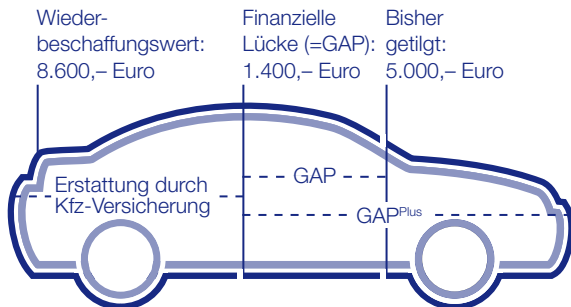 Wieder-
beschaffungswert:
8.600,– Euro
Finanzielle
Lücke (=GAP):
1.400,– Euro
Bisher
getilgt:
5.000,– Euro
Erstattung durch
Kfz-Versicherung
GAP
GAPPlus